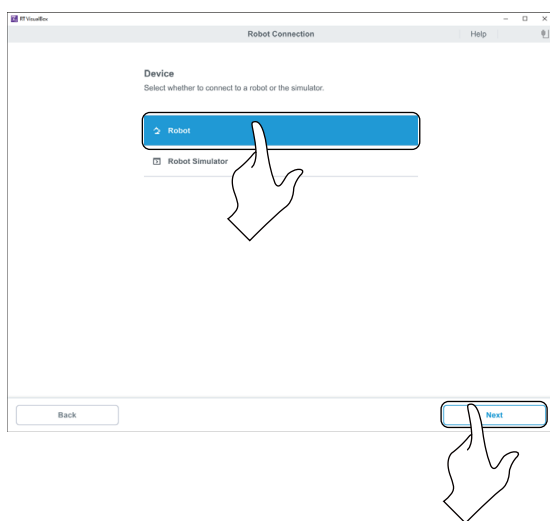 RT VisualBox
Robot Connection
Help
Device
Select whether to connect to a robot or the simulator.
Robot
Robot Simulator
Back
Next